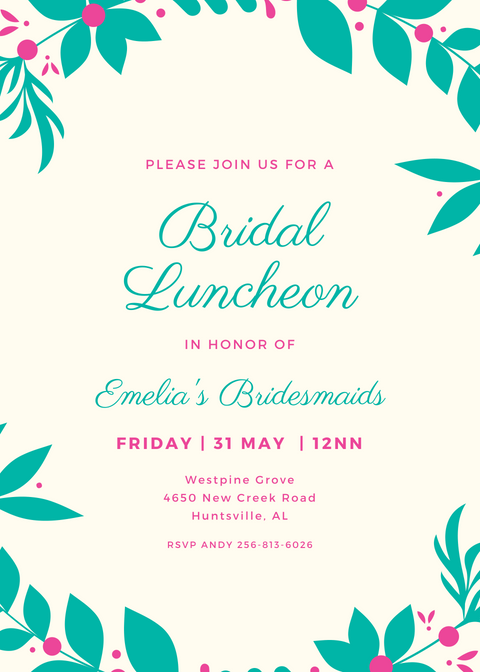 PLEASE JOIN US FOR A
Bridal
Luncheon
IN HONOR OF
Emelia's Bridesmaids
FRIDAY | 31 MAY | 12NN
Westpine Grove
4650 New Creek Road
Huntsville, AL
RSVP ANDY 256-813-6026